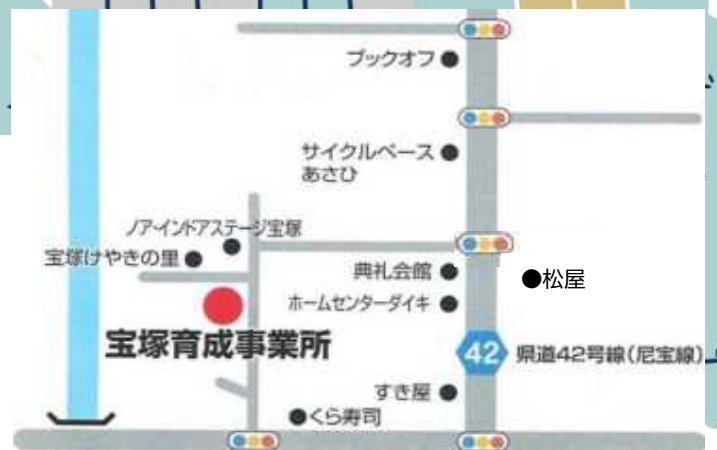 ブックオフ
サイクルベース
あさひ
ノアインドアステージ宝塚
宝塚けやきの里
典礼会館
松屋
ホームセンターダイキ
宝塚育成事業所
42
県道42号線(尼宝線)
すき屋
くら寿司